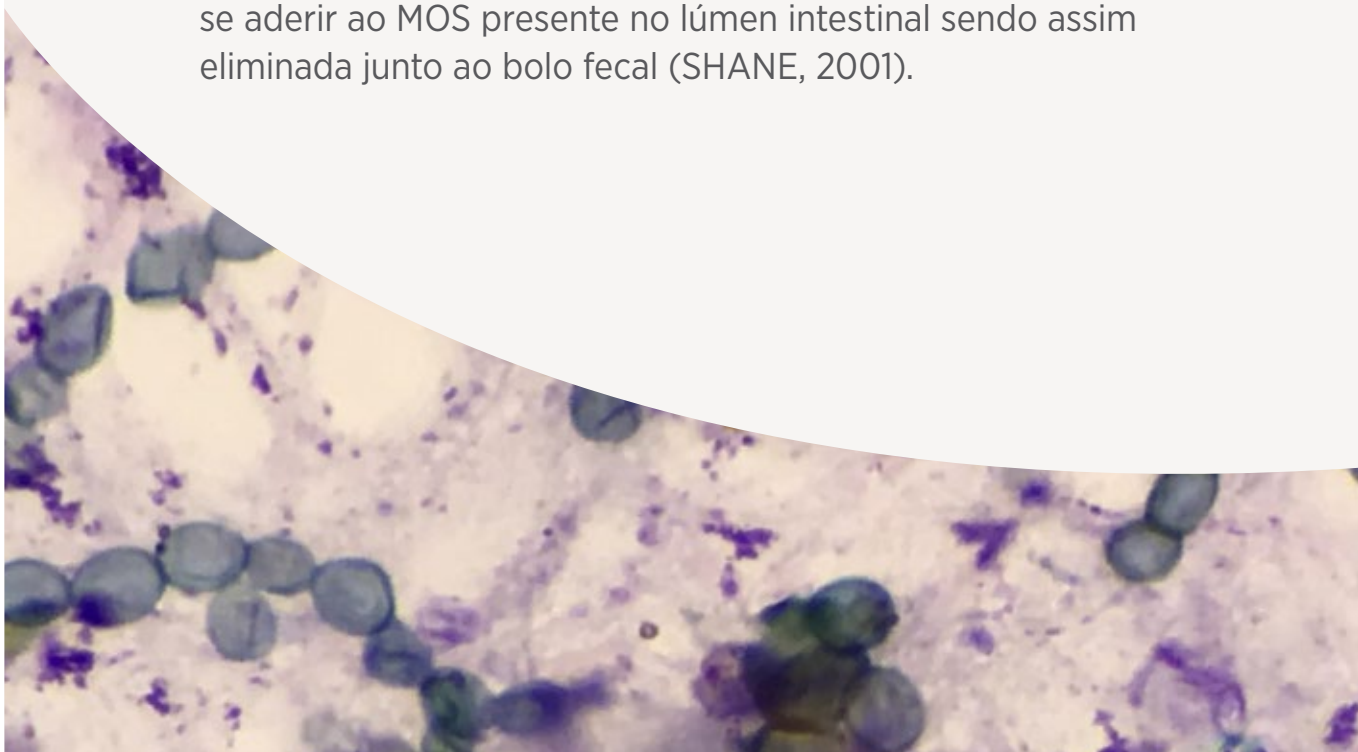 se aderir ao MOS presente no lúmen intestinal sendo assim
eliminada junto ao bolo fecal (SHANE, 2001).